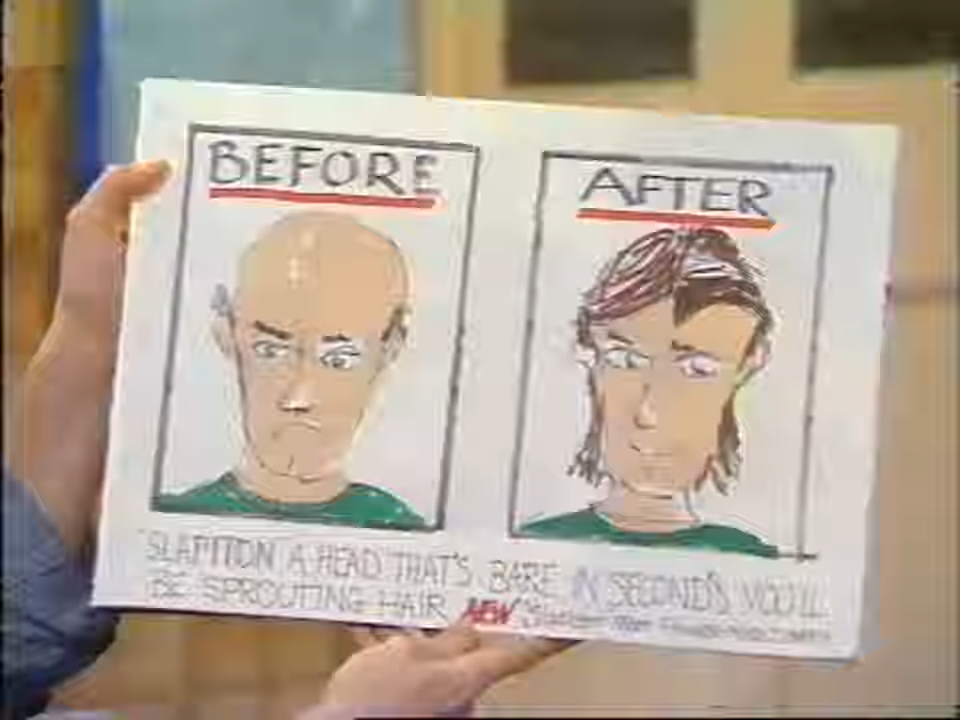 BEFORE
AFTER
SLAP IT ON A HEAD THAT'S BARE IN SECONDS YOU'LL
BE SPROUTING HAIR NEW